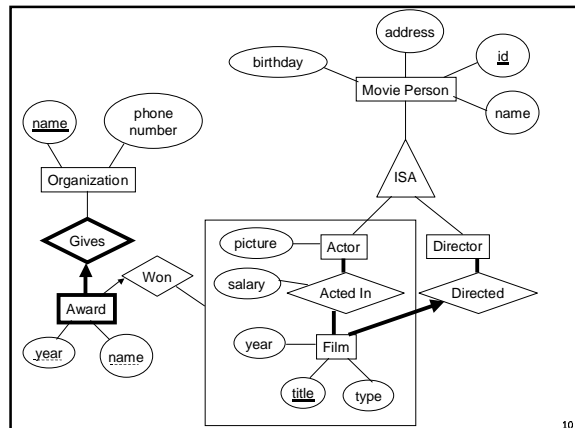 address
birthday
id
Movie Person
name
phone
number
name
Organization
ISA
Gives
picture
Actor
Director
Won
salary
Acted In
Directed
Award
year
Film
year
name
title
type
10